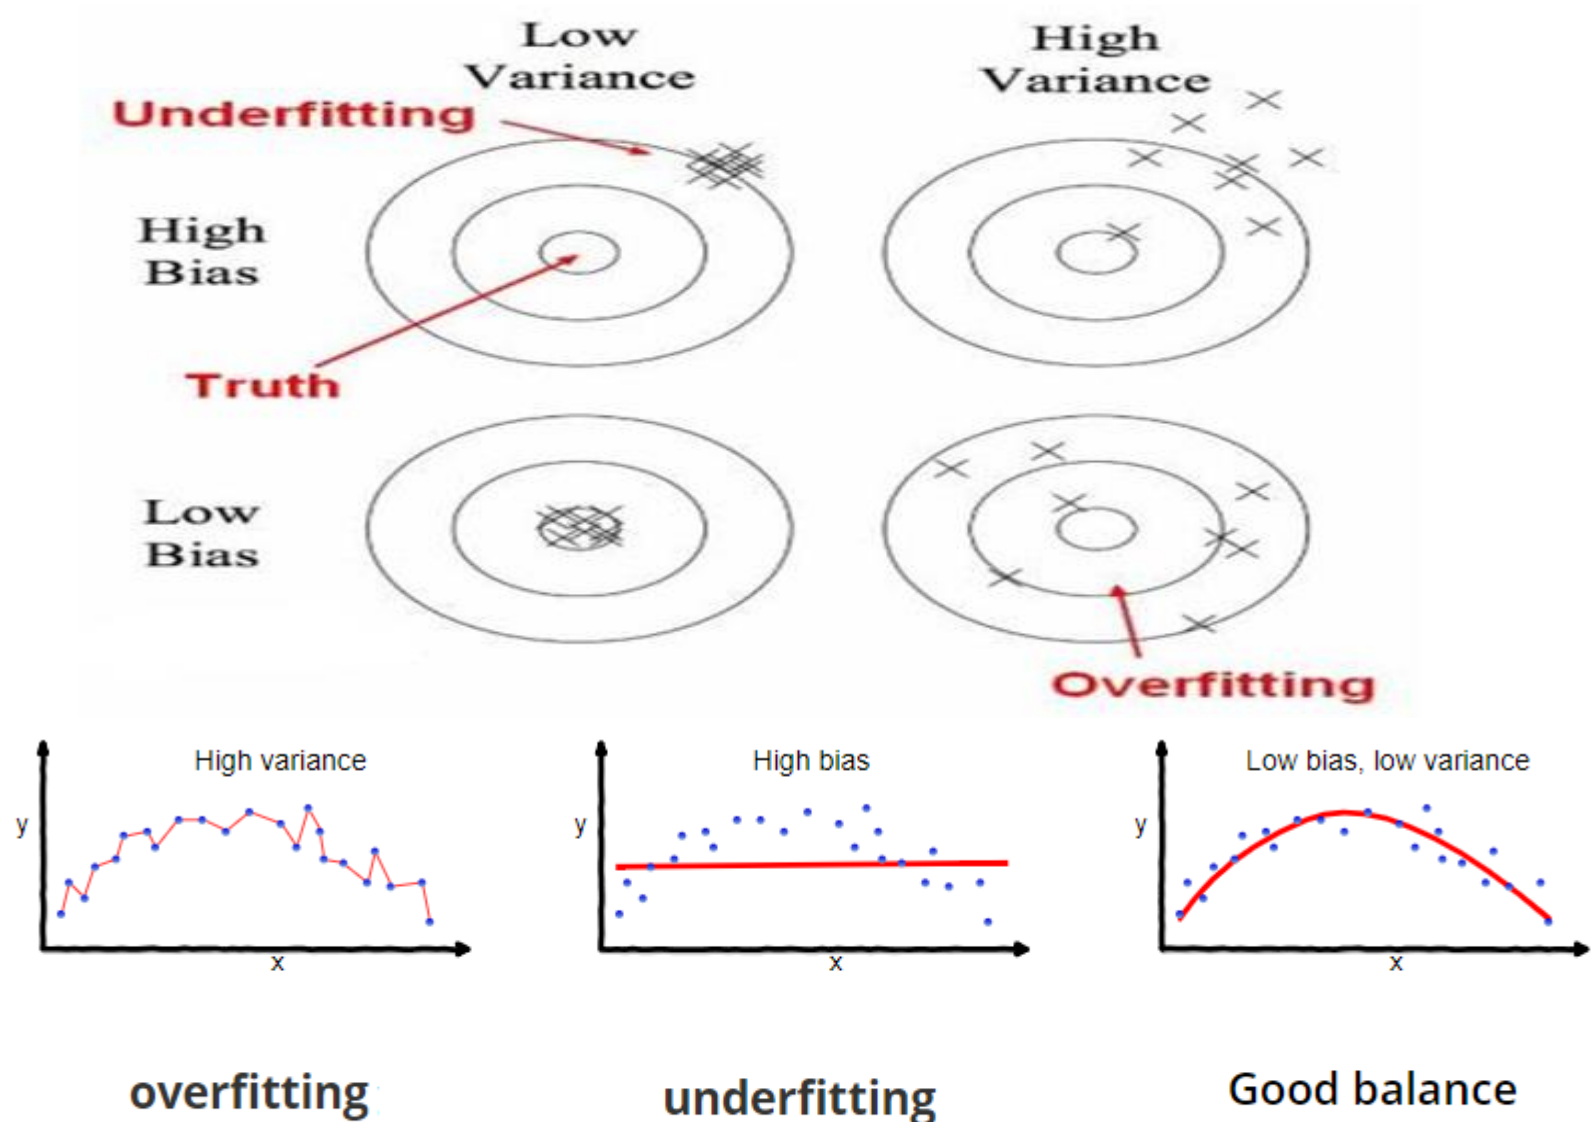 Low
Variance
High
Variance
Underfitting
High
Bias
Truth
Low
Bias
Overfitting
High variance
y
x
High bias
y
x
Low bias, low variance
y
x
overfitting
underfitting
Good balance